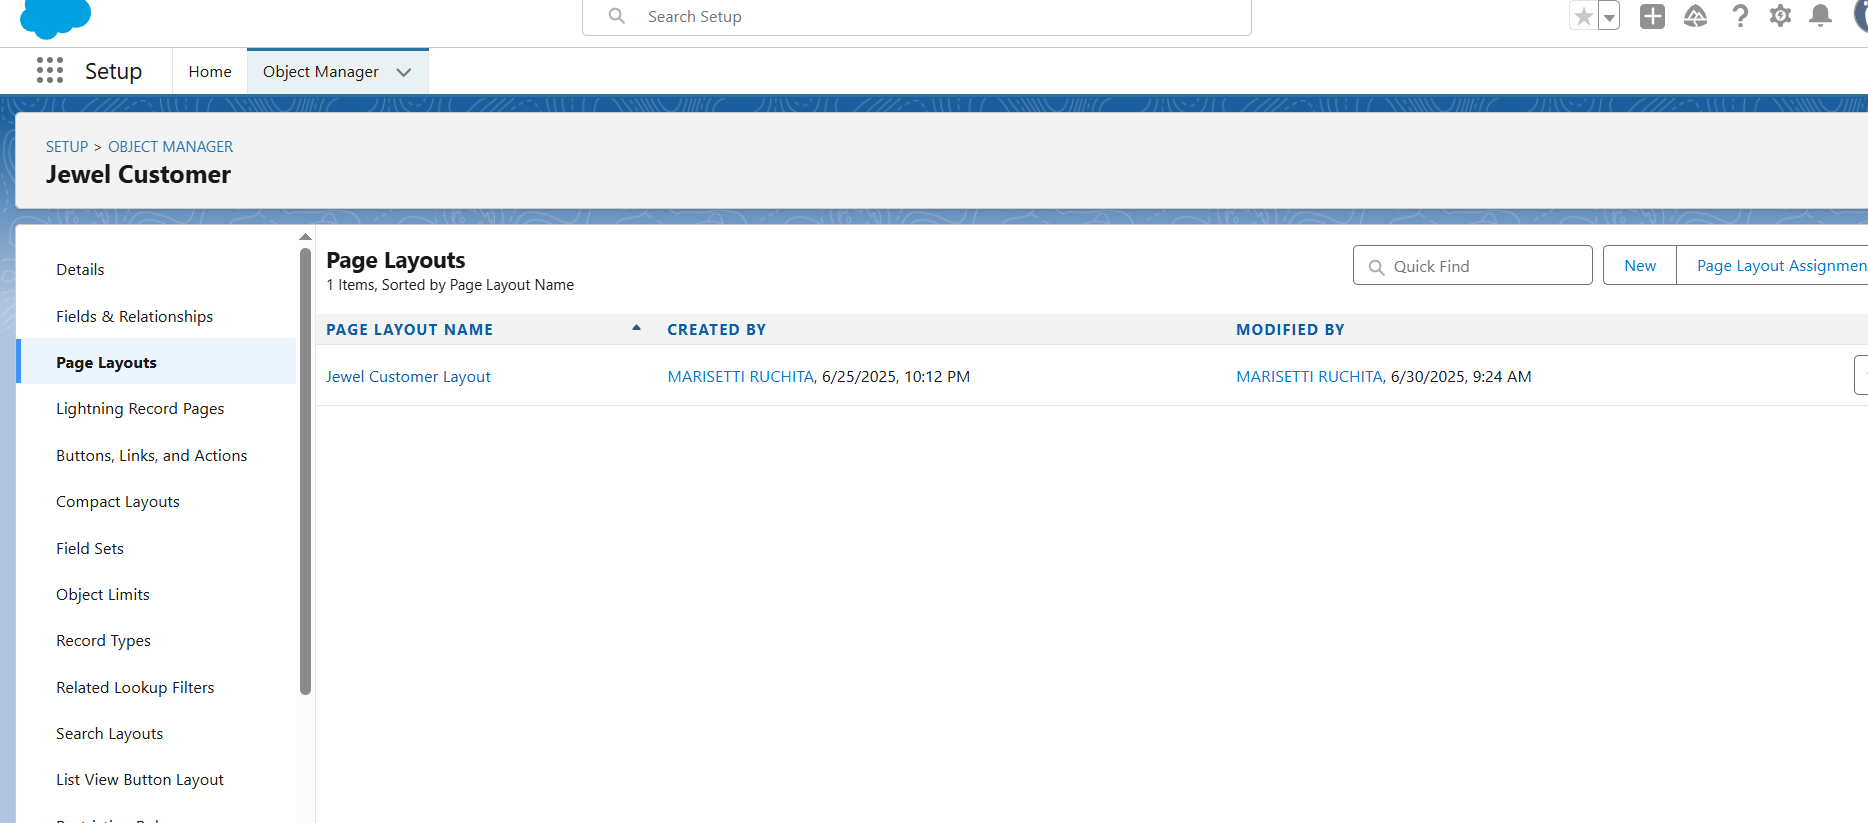 Search Setup
Setup
Home
Object Manager
SETUP > OBJECT MANAGER
Jewel Customer
Details
Fields & Relationships
Page Layouts
Lightning Record Pages
Buttons, Links, and Actions
Compact Layouts
Field Sets
Object Limits
Record Types
Related Lookup Filters
Search Layouts
List View Button Layout
Page Layouts
1 Items, Sorted by Page Layout Name
Quick Find
New
Page Layout Assignmen
PAGE LAYOUT NAME CREATED BY MODIFIED BY
Jewel Customer Layout MARISETTI RUCHITA, 6/25/2025, 10:12 PM MARISETTI RUCHITA, 6/30/2025, 9:24 AM